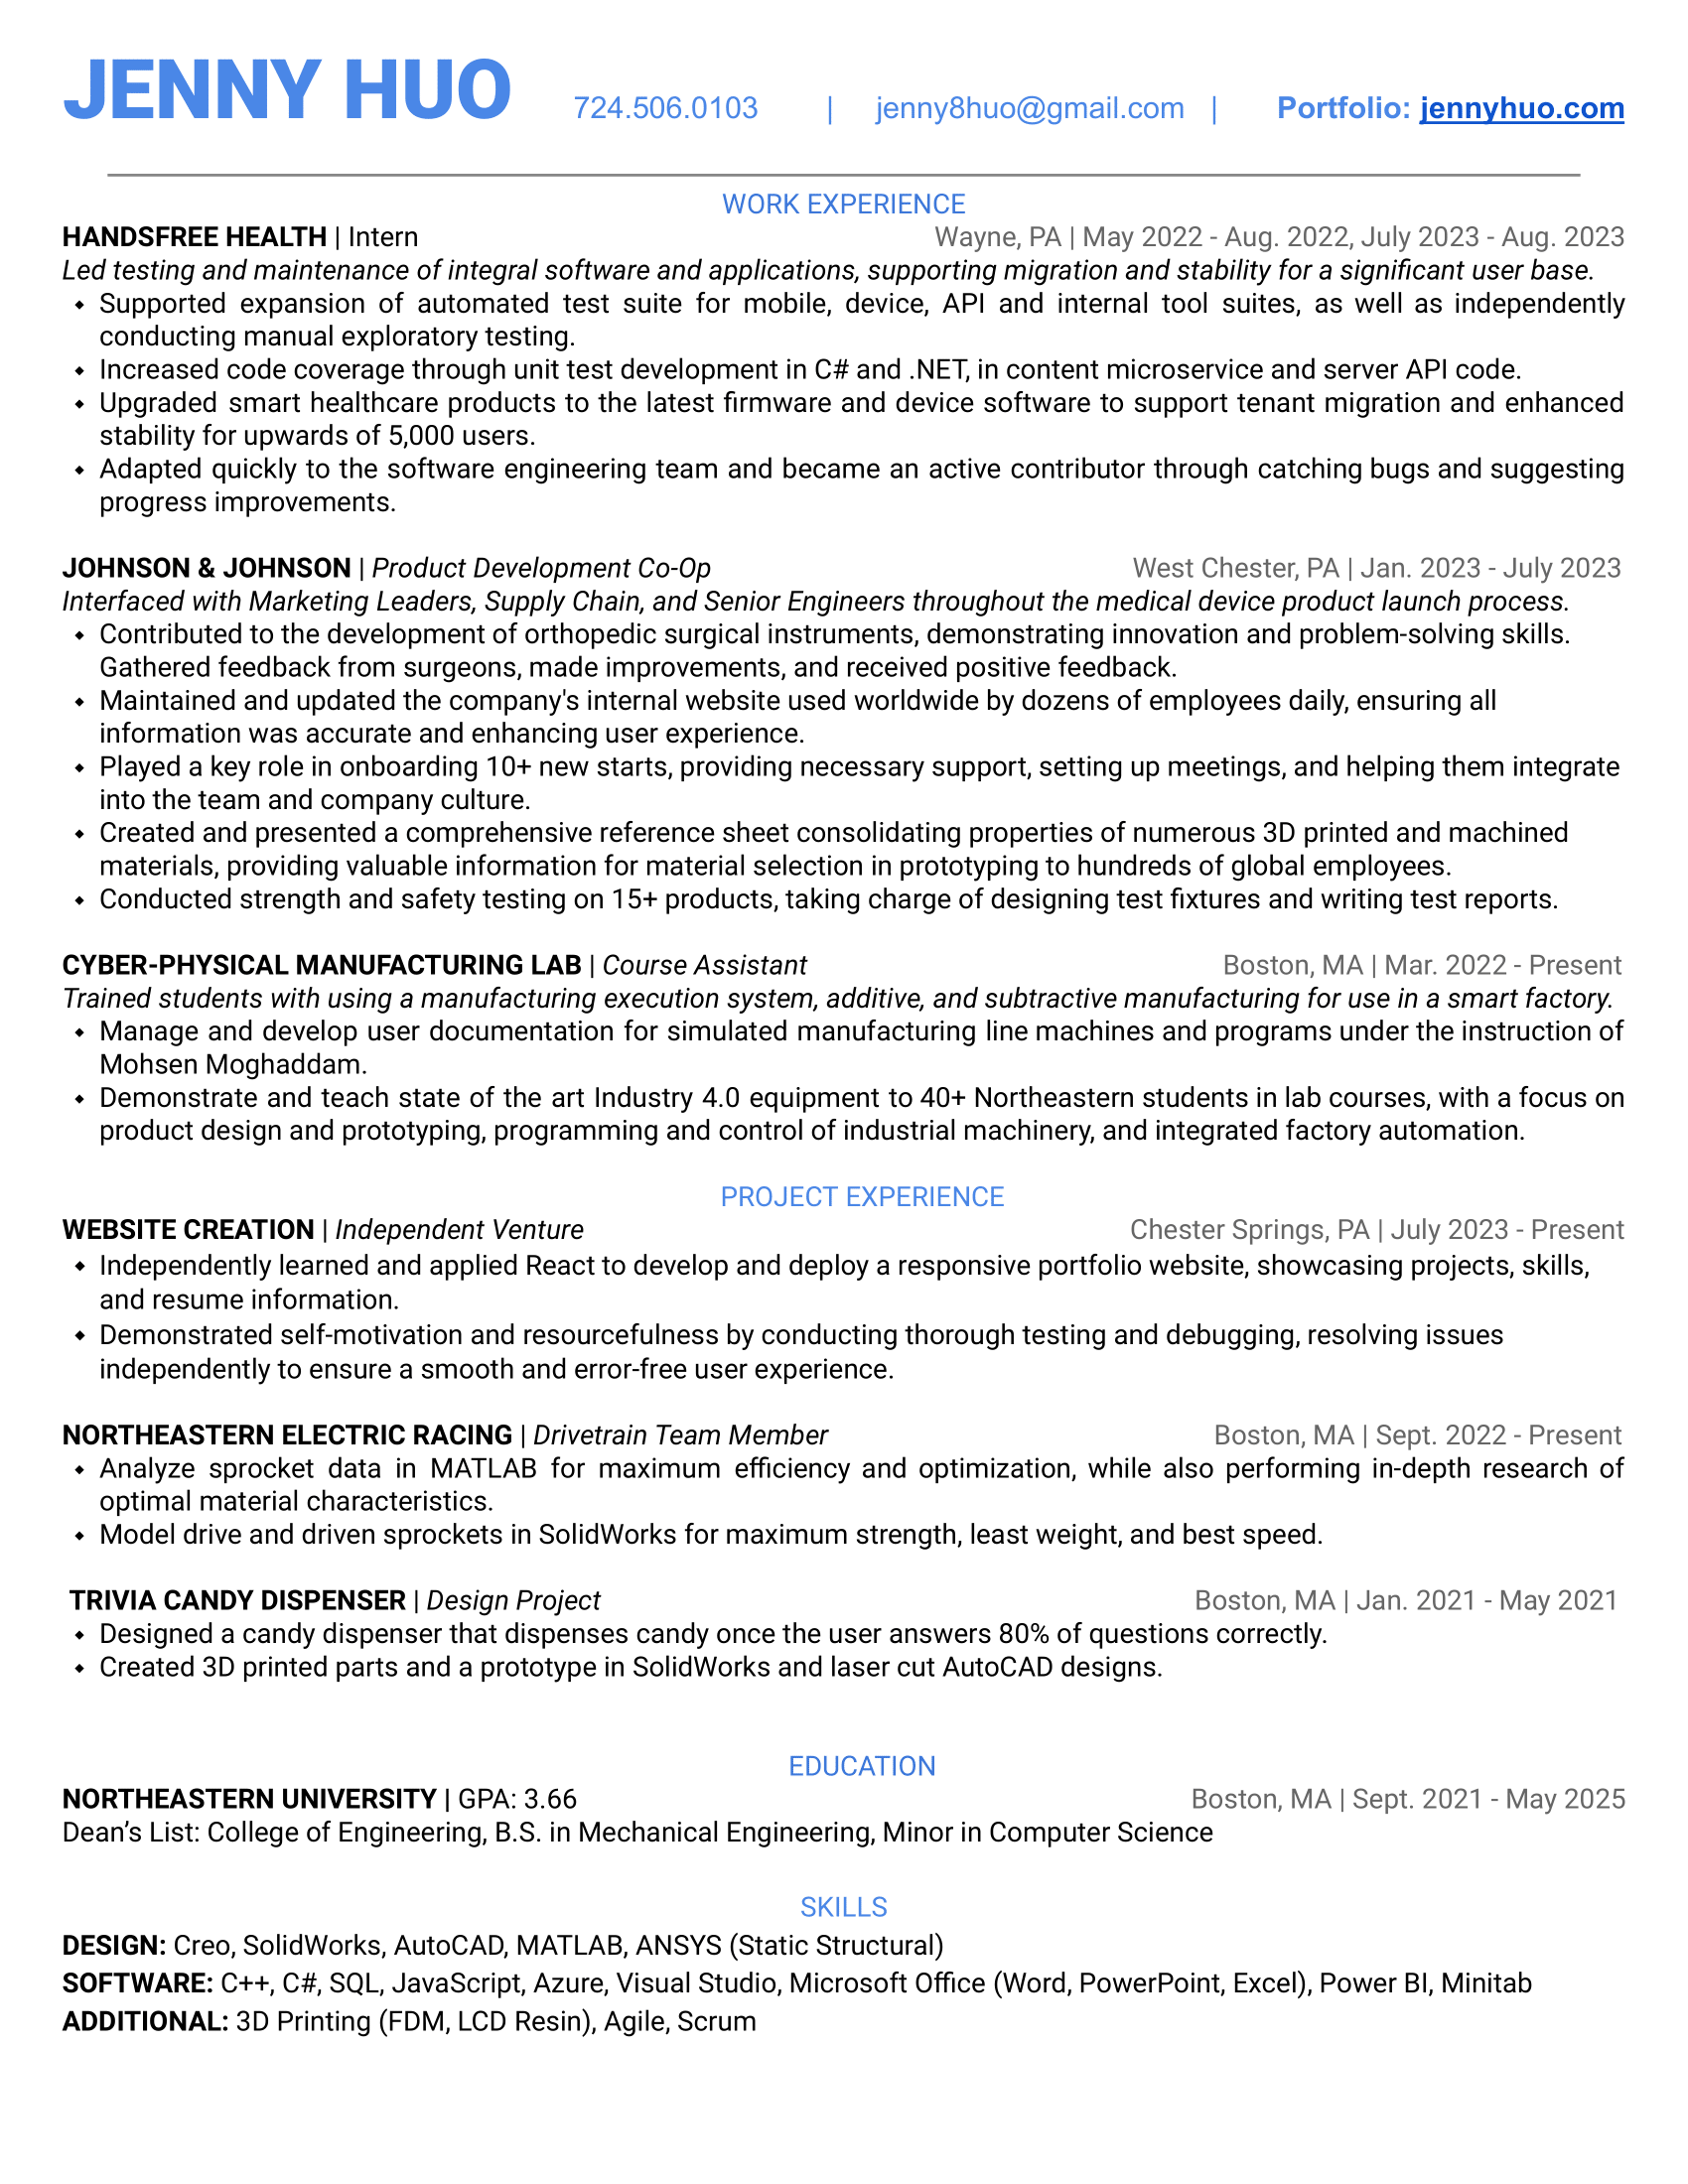 JENNY HUO 724.506.0103 | jenny8huo@gmail.com | Portfolio: jennyhuo.com
WORK EXPERIENCE
HANDSFREE HEALTH | Intern Wayne, PA | May 2022 - Aug. 2022, July 2023 - Aug. 2023
Led testing and maintenance of integral software and applications, supporting migration and stability for a significant user base.
• Supported expansion of automated test suite for mobile, device, API and internal tool suites, as well as independently
conducting manual exploratory testing.
• Increased code coverage through unit test development in C# and .NET, in content microservice and server API code.
• Upgraded smart healthcare products to the latest firmware and device software to support tenant migration and enhanced
stability for upwards of 5,000 users.
• Adapted quickly to the software engineering team and became an active contributor through catching bugs and suggesting
progress improvements.
JOHNSON & JOHNSON | Product Development Co-Op West Chester, PA | Jan. 2023 - July 2023
Interfaced with Marketing Leaders, Supply Chain, and Senior Engineers throughout the medical device product launch process.
• Contributed to the development of orthopedic surgical instruments, demonstrating innovation and problem-solving skills.
Gathered feedback from surgeons, made improvements, and received positive feedback.
• Maintained and updated the company's internal website used worldwide by dozens of employees daily, ensuring all
information was accurate and enhancing user experience.
• Played a key role in onboarding 10+ new starts, providing necessary support, setting up meetings, and helping them integrate
into the team and company culture.
• Created and presented a comprehensive reference sheet consolidating properties of numerous 3D printed and machined
materials, providing valuable information for material selection in prototyping to hundreds of global employees.
• Conducted strength and safety testing on 15+ products, taking charge of designing test fixtures and writing test reports.
CYBER-PHYSICAL MANUFACTURING LAB | Course Assistant Boston, MA | Mar. 2022 - Present
Trained students with using a manufacturing execution system, additive, and subtractive manufacturing for use in a smart factory.
• Manage and develop user documentation for simulated manufacturing line machines and programs under the instruction of
Mohsen Moghaddam.
• Demonstrate and teach state of the art Industry 4.0 equipment to 40+ Northeastern students in lab courses, with a focus on
product design and prototyping, programming and control of industrial machinery, and integrated factory automation.
PROJECT EXPERIENCE
WEBSITE CREATION | Independent Venture Chester Springs, PA | July 2023 - Present
• Independently learned and applied React to develop and deploy a responsive portfolio website, showcasing projects, skills,
and resume information.
• Demonstrated self-motivation and resourcefulness by conducting thorough testing and debugging, resolving issues
independently to ensure a smooth and error-free user experience.
NORTHEASTERN ELECTRIC RACING | Drivetrain Team Member Boston, MA | Sept. 2022 - Present
• Analyze sprocket data in MATLAB for maximum efficiency and optimization, while also performing in-depth research of
optimal material characteristics.
• Model drive and driven sprockets in SolidWorks for maximum strength, least weight, and best speed.
TRIVIA CANDY DISPENSER | Design Project Boston, MA | Jan. 2021 - May 2021
• Designed a candy dispenser that dispenses candy once the user answers 80% of questions correctly.
• Created 3D printed parts and a prototype in SolidWorks and laser cut AutoCAD designs.
EDUCATION
NORTHEASTERN UNIVERSITY | GPA: 3.66 Boston, MA | Sept. 2021 - May 2025
Dean’s List: College of Engineering, B.S. in Mechanical Engineering, Minor in Computer Science
SKILLS
DESIGN: Creo, SolidWorks, AutoCAD, MATLAB, ANSYS (Static Structural)
SOFTWARE: C++, C#, SQL, JavaScript, Azure, Visual Studio, Microsoft Office (Word, PowerPoint, Excel), Power BI, Minitab
ADDITIONAL: 3D Printing (FDM, LCD Resin), Agile, Scrum